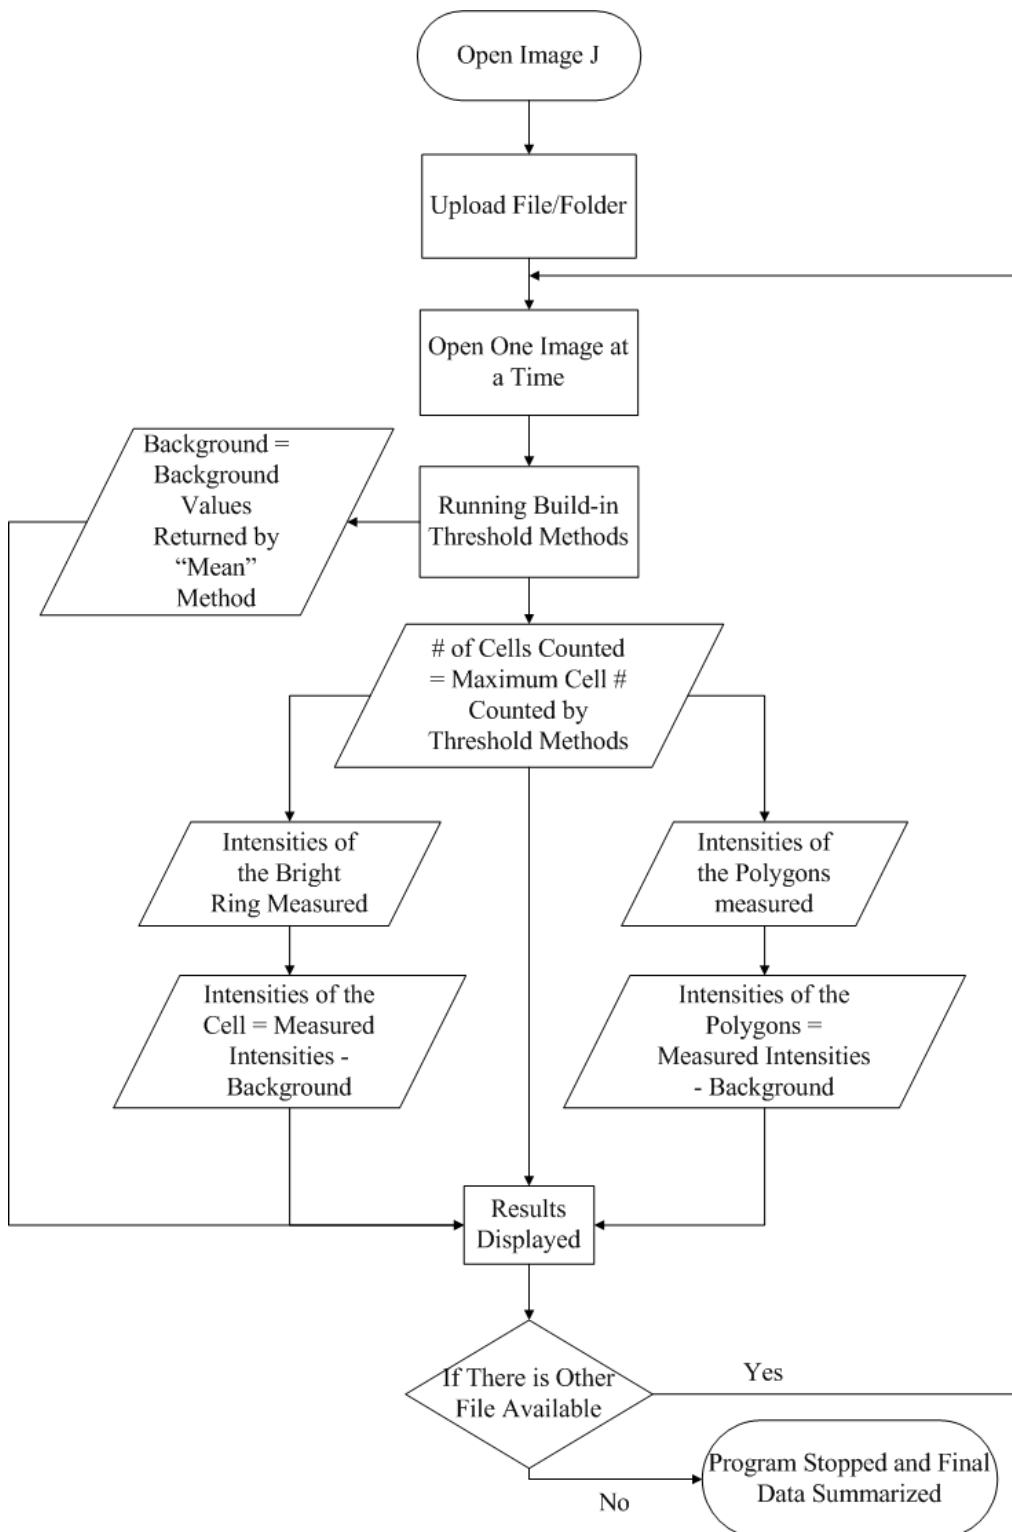 Open Image J
Upload File/Folder
Open One Image at
a Time
Background =
Background
Values
Returned by
“Mean”
Method
Running Build-in
Threshold Methods
# of Cells Counted
= Maximum Cell #
Counted by
Threshold Methods
Intensities of
the Bright
Ring Measured
Intensities of
the Polygons
measured
Intensities of the
Cell = Measured
Intensities -
Background
Intensities of the
Polygons =
Measured Intensities
- Background
Results
Displayed
If There is Other
File Available
Yes
No
Program Stopped and Final
Data Summarized